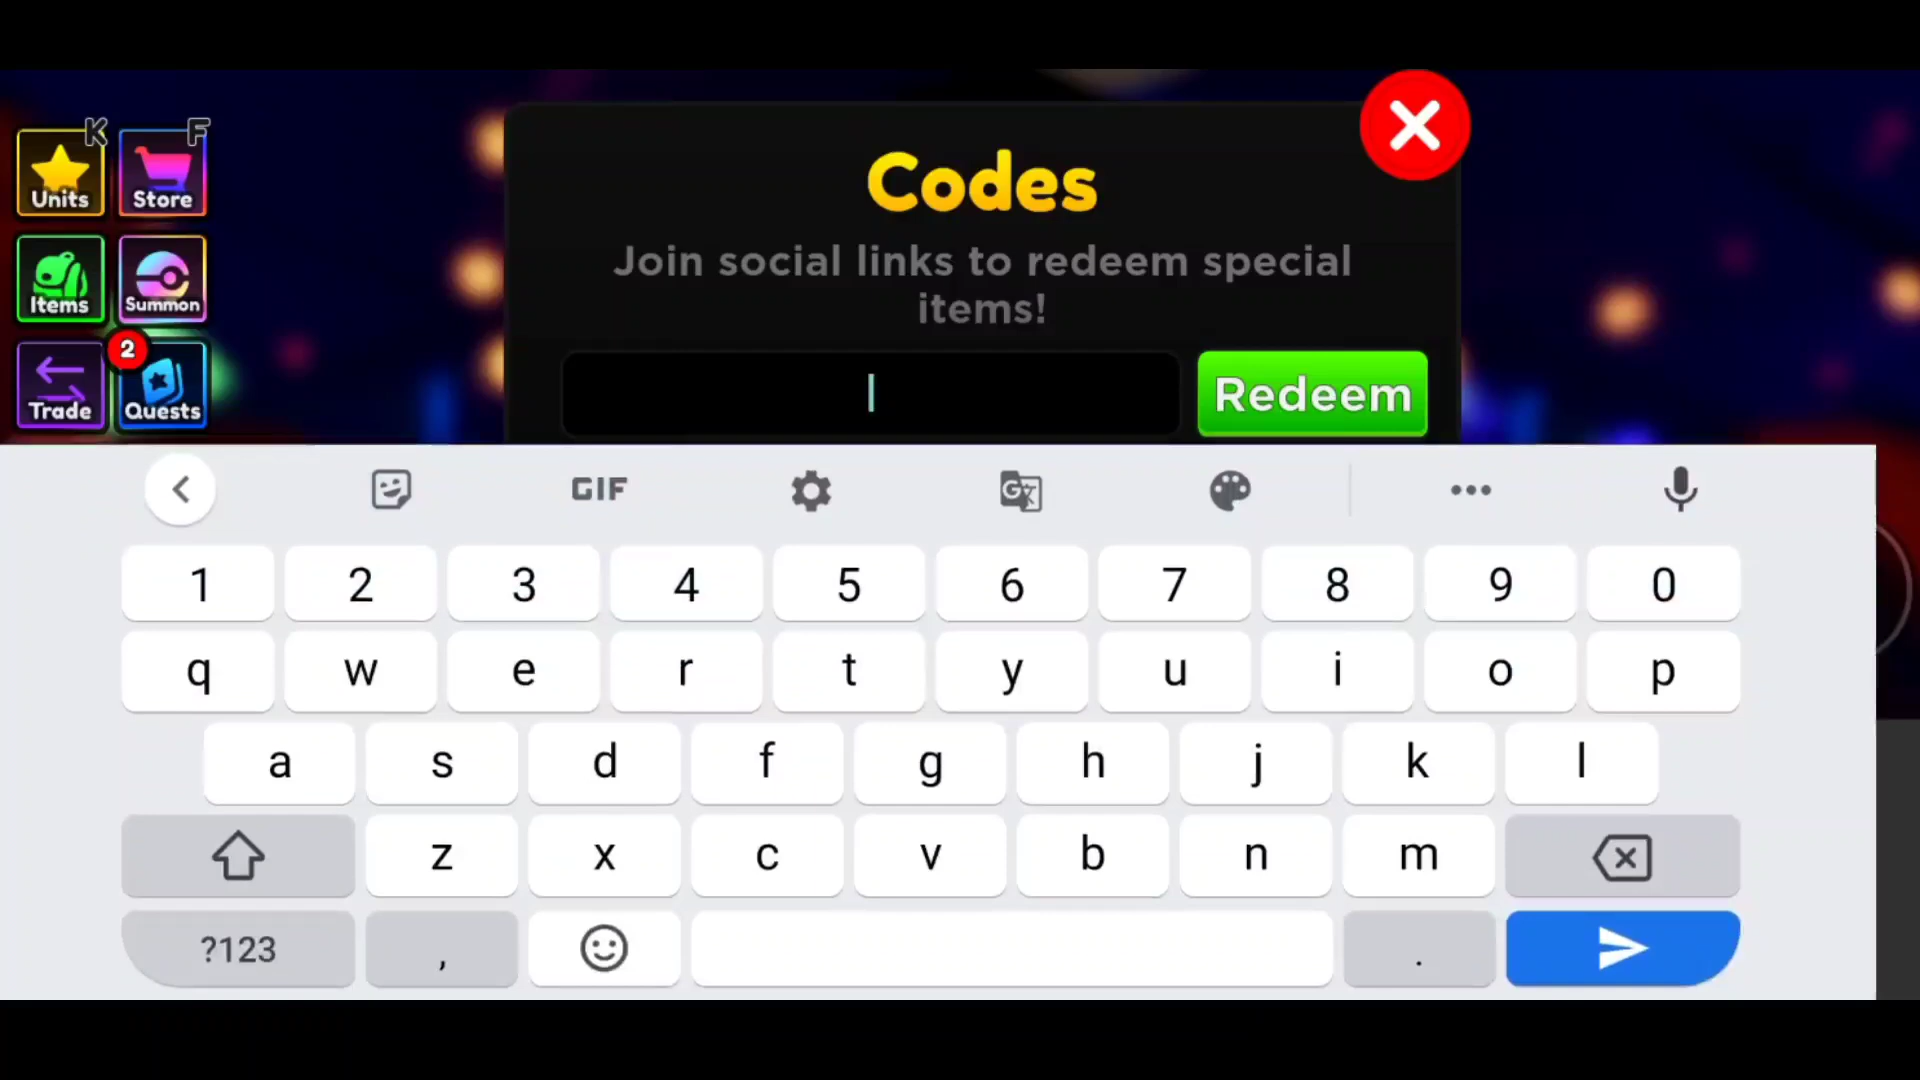 K
F
Units
Store
Items
Summon
2
Trade
Quests
Codes
Join social links to redeem special
items!
Redeem
GIF
G
1 2 3 4 5 6 7 8 9 0
q w e r t y u i o p
a s d f g h j k l
z x c v b n m
?123 , .